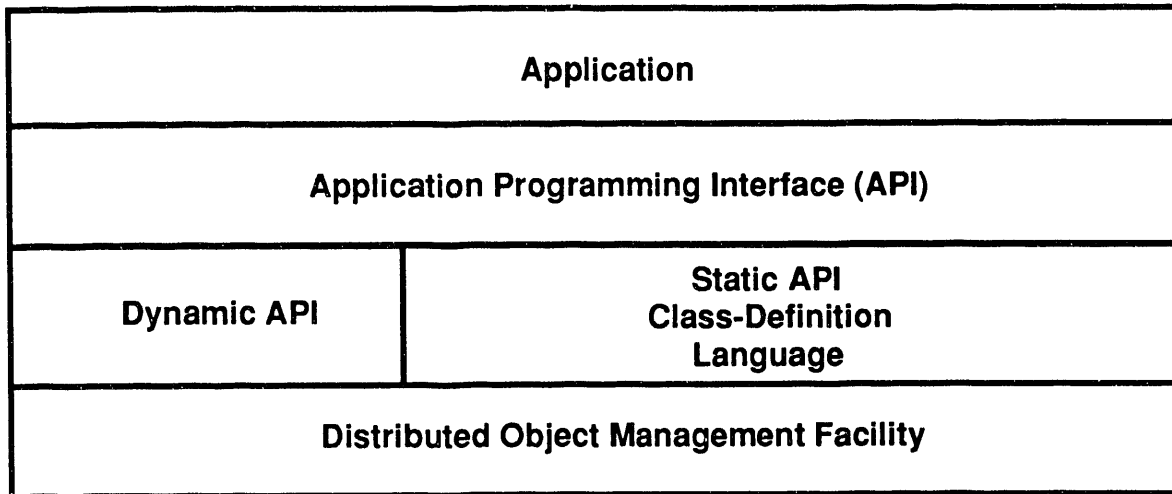 Application
Application Programming Interface (API)
Dynamic API
Static API
Class-Definition
Language
Distributed Object Management Facility